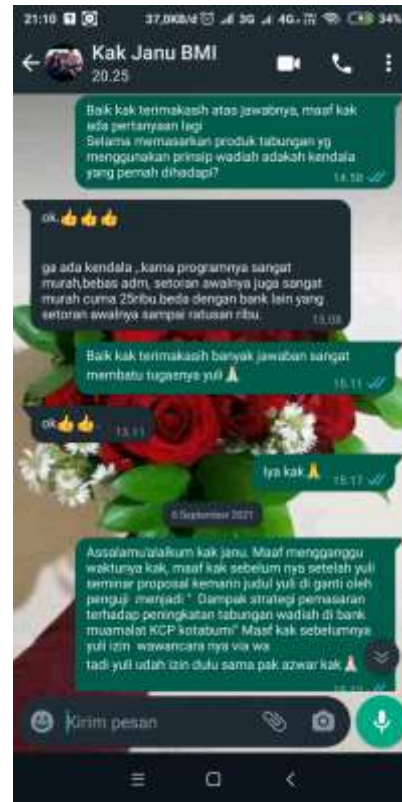 21:10 37,0KB/d 3G 4G 34%
Kak Janu BMI
20.25
Baik kak terimakasih atas jawabnya, maaf kak
ada pertanyaan lagi
Selama memasarkan produk tabungan yg
menggunakan prinsip wadiah adakah kendala
yang pernah dihadapi?
14.58
ok.👍👍👍
ga ada kendala ,.karna programnya sangat
murah,bebas adm, setoran awalnya juga sangat
murah cuma 25ribu.beda dengan bank lain yang
setoran awalnya sampai ratusan ribu.
15.08
Baik kak terimakasih banyak jawaban sangat
membatu tugasnya yuli🙏
15.11
ok👍👍
15.11
Iya kak🙏
15.17
6 September 2021
Assalamu'alaikum kak janu. Maaf mengganggu
waktunya kak, maaf kak sebelum nya setelah yuli
seminar proposal kemarin judul yuli di ganti oleh
penguji menjadi " Dampak strategi pemasaran
terhadap peningkatan tabungan wadiah di bank
muamalat KCP kotabumi" Maaf kak sebelumnya
yuli izin wawancara nya via wa
tadi yuli udah izin dulu sama pak azwar kak🙏
Kirim pesan